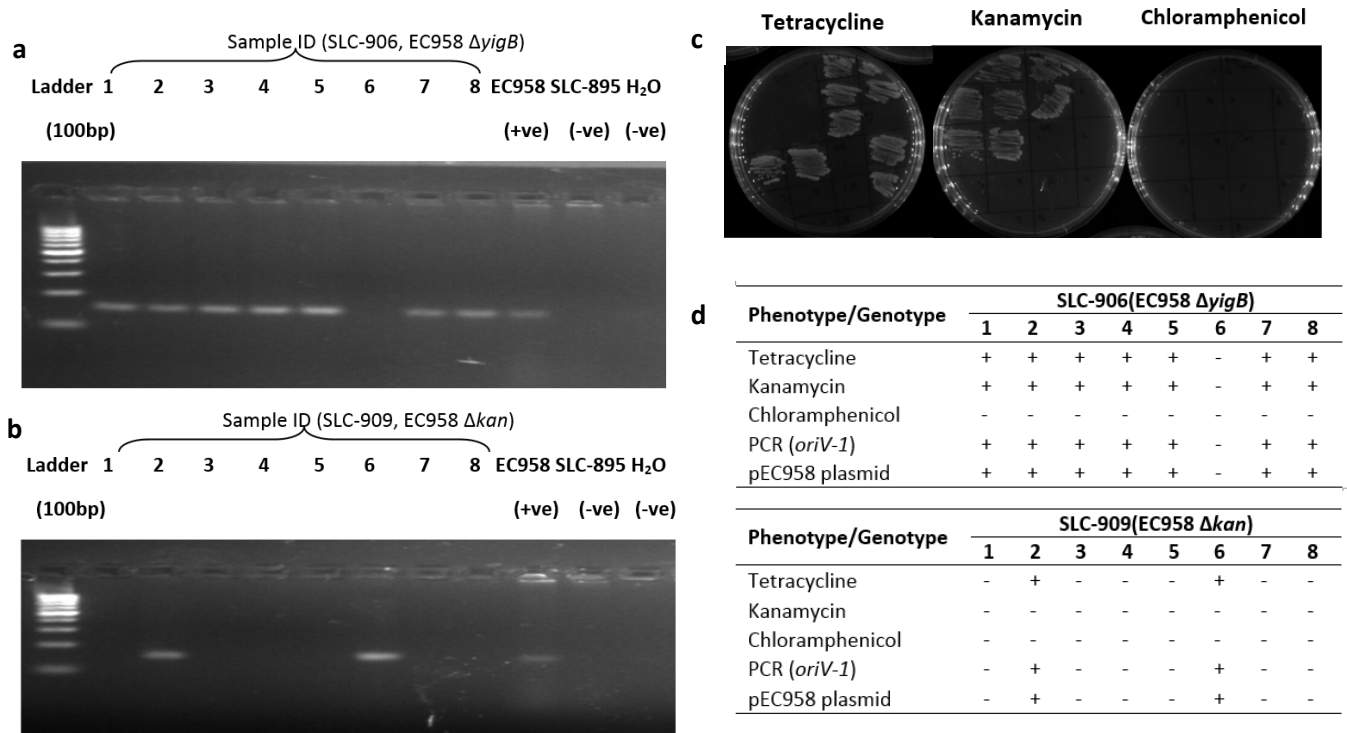 a
Sample ID (SLC-906, EC958 ΔyigB)
Ladder 1 2 3 4 5 6 7 8 EC958 SLC-895 H₂O
(100bp) (+ve) (-ve) (-ve)
b
Sample ID (SLC-909, EC958 Δkan)
Ladder 1 2 3 4 5 6 7 8 EC958 SLC-895 H₂O
(100bp) (+ve) (-ve) (-ve)
c
Tetracycline Kanamycin Chloramphenicol
d
Phenotype/Genotype SLC-906(EC958 ΔyigB)
1 2 3 4 5 6 7 8
Tetracycline + + + + + - + +
Kanamycin + + + + + - + +
Chloramphenicol - - - - - - - -
PCR (oriV-1) + + + + + - + +
pEC958 plasmid + + + + + - + +
Phenotype/Genotype SLC-909(EC958 Δkan)
1 2 3 4 5 6 7 8
Tetracycline - + - - - + - -
Kanamycin - - - - - - - -
Chloramphenicol - - - - - - - -
PCR (oriV-1) - + - - - + - -
pEC958 plasmid - + - - - + - -